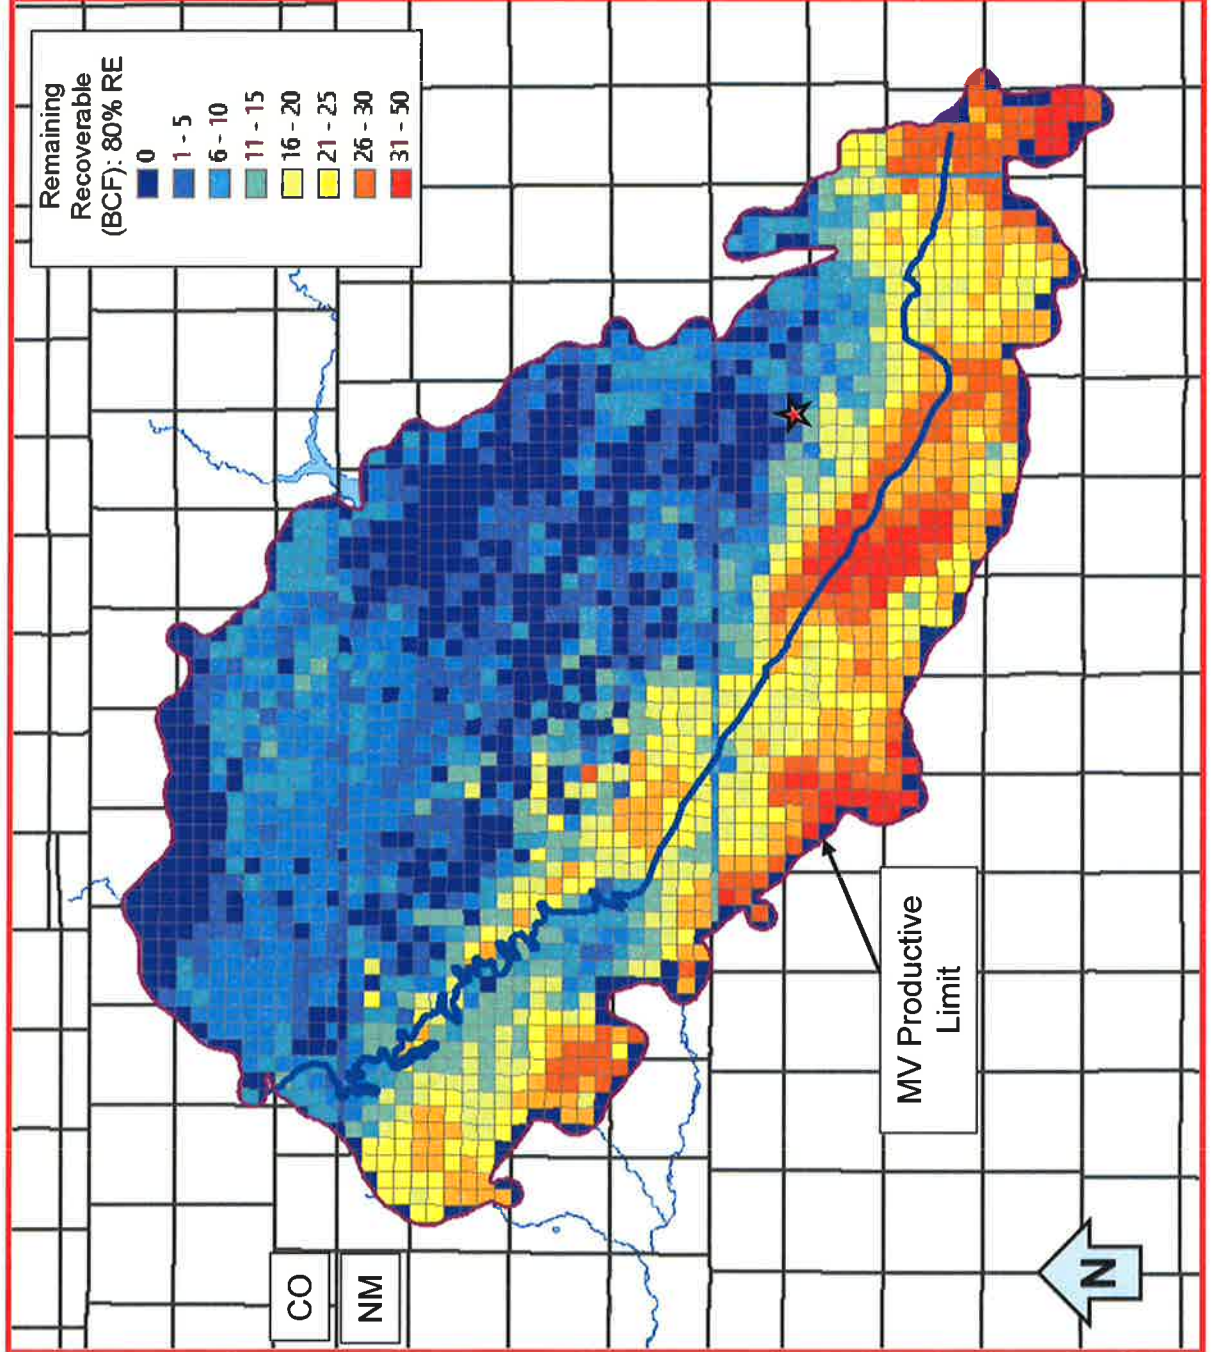 Remaining
Recoverable
(BCF): 80% RE
0
1 - 5
6 - 10
11 - 15
16 - 20
21 - 25
26 - 30
31 - 50
CO
NM
MV Productive
Limit
N